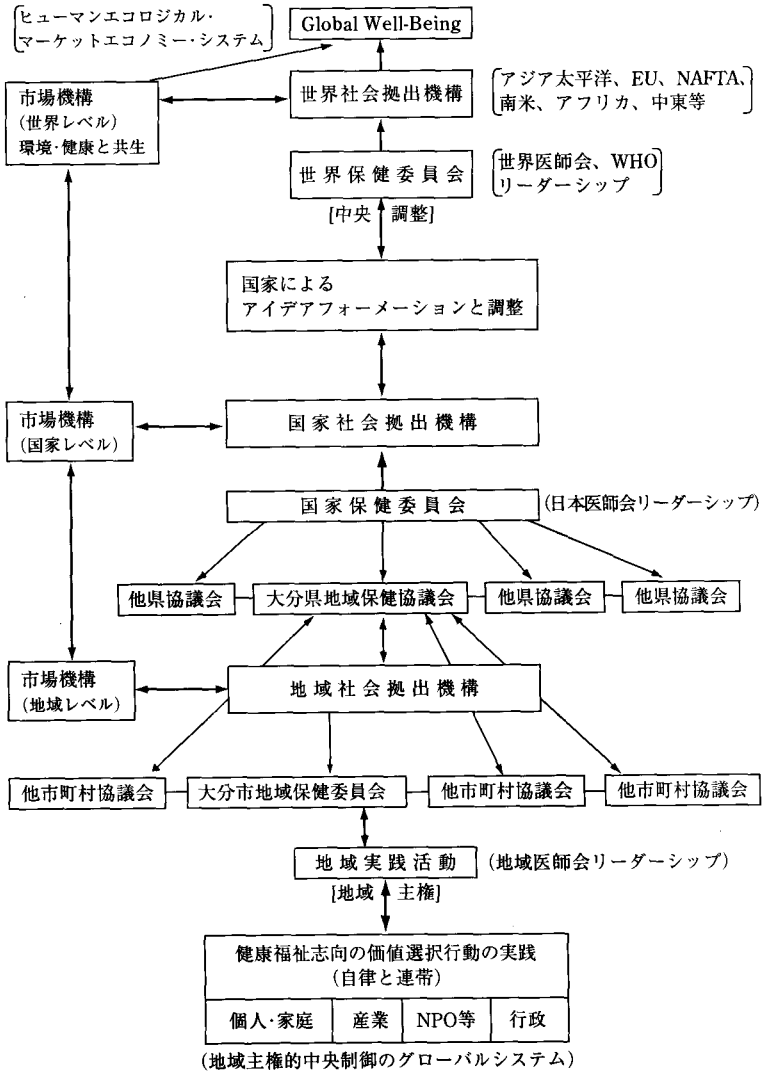 ヒューマンエコロジカル・
マーケットエコノミー・システム
Global Well-Being
市場機構
(世界レベル)
環境・健康と共生
世界社会拠出機構
アジア太平洋、EU、NAFTA、
南米、アフリカ、中東等
世界保健委員会
世界医師会、WHO
リーダーシップ
[中央 調整]
国家による
アイデアフォーメーションと調整
市場機構
(国家レベル)
国家社会拠出機構
国家保健委員会
(日本医師会リーダーシップ)
他県協議会
大分県地域保健協議会
他県協議会
他県協議会
市場機構
(地域レベル)
地域社会拠出機構
他市町村協議会
大分市地域保健委員会
他市町村協議会
他市町村協議会
地域実践活動
(地域医師会リーダーシップ)
[地域 主権]
健康福祉志向の価値選択行動の実践
(自律と連帯)
個人・家庭
産業
NPO等
行政
(地域主権的中央制御のグローバルシステム)